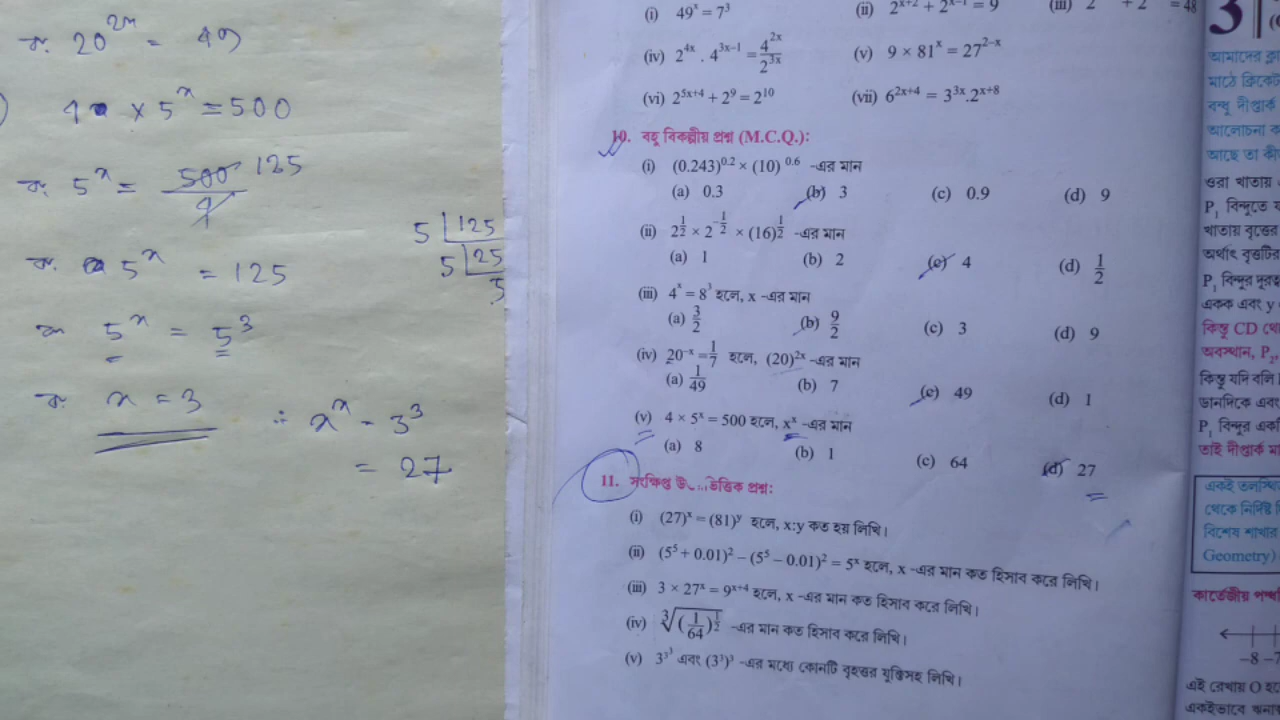 বা, 20^{2x} = 49
4 × 5^x = 500
বা, 5^x = 500/4 125
বা, 5^x = 125
বা, 5^x = 5^3
বা, x = 3
∴ x^x = 3^3
= 27
5 | 125
5 | 25
5
(i) 49^x = 7^3 (ii) 2^{x+2} + 2^{x-1} = 9 (iii) = 48
(iv) 2^{4x} . 4^{3x-1} = 4^{2x}/2^{3x} (v) 9 × 81^x = 27^{2-x}
(vi) 2^{5x+4} + 2^9 = 2^{10} (vii) 6^{2x+4} = 3^{3x}.2^{x+8}
10. বহু বিকল্পীয় প্রশ্ন (M.C.Q.):
(i) (0.243)^{0.2} × (10)^{0.6} -এর মান
(a) 0.3 (b) 3 (c) 0.9 (d) 9
(ii) 2^{1/2} × 2^{-1/2} × (16)^{1/2} -এর মান
(a) 1 (b) 2 (c) 4 (d) 1/2
(iii) 4^x = 8^3 হলে, x -এর মান
(a) 3/2 (b) 9/2 (c) 3 (d) 9
(iv) 20^{-x} = 1/7 হলে, (20)^{2x} -এর মান
(a) 1/49 (b) 7 (c) 49 (d) 1
(v) 4 × 5^x = 500 হলে, x^x -এর মান
(a) 8 (b) 1 (c) 64 (d) 27
11. সংক্ষিপ্ত প্রশ্ন:
(i) (27)^x = (81)^y হলে, x:y কত হয় লিখি।
(ii) (5^5 + 0.01)^2 – (5^5 – 0.01)^2 = 5^x হলে, x -এর মান কত হিসাব করে লিখি।
(iii) 3 × 27^x = 9^{x+4} হলে, x -এর মান কত হিসাব করে লিখি।
(iv) ∛(1/64)^{1/2} -এর মান কত হিসাব করে লিখি।
(v) 3^{3^3} এবং (3^3)^3 -এর মধ্যে কোনটি বৃহত্তর যুক্তিসহ লিখি।
3
আমাদের
মাঠে
বন্ধু
আলোচনা
আছে তা
ওরা খাতায়
P₁ বিন্দুতে
খাতায় বৃত্তের
অর্থাৎ বৃত্তটির
P₁ বিন্দুর
একক এবং y
কিন্তু CD
অবস্থান,
কিন্তু যদি বলি
ডানদিকে এবং
P₁ বিন্দুর
তাই দীপ্তার্ক
একই
থেকে নির্দিষ্ট
বিশেষ শাখার
Geometry)
কার্তেজীয়
–8 –7
এই রেখায় O
একইভাবে